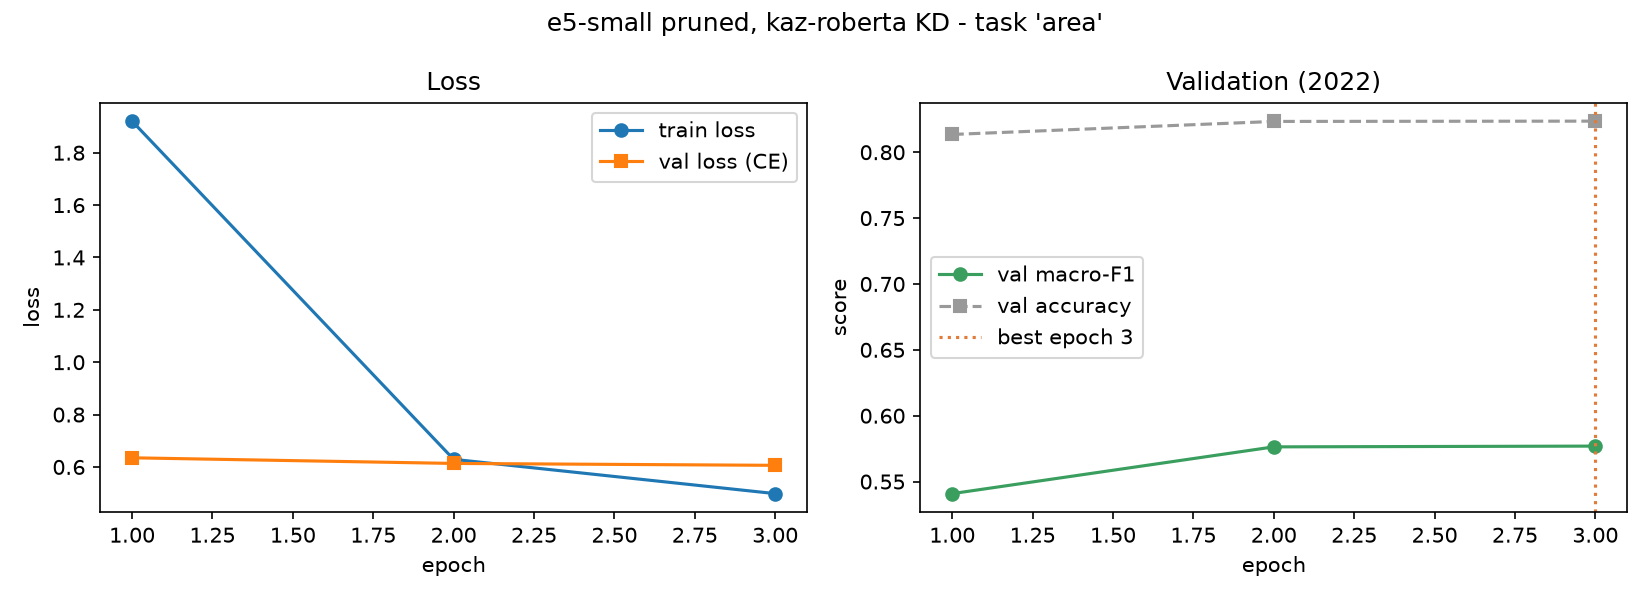 e5-small pruned, kaz-roberta KD - task 'area'
Loss
train loss
val loss (CE)
1.8
1.6
1.4
1.2
1.0
0.8
0.6
loss
1.00 1.25 1.50 1.75 2.00 2.25 2.50 2.75 3.00
epoch
Validation (2022)
val macro-F1
val accuracy
best epoch 3
0.80
0.75
0.70
0.65
0.60
0.55
score
1.00 1.25 1.50 1.75 2.00 2.25 2.50 2.75 3.00
epoch